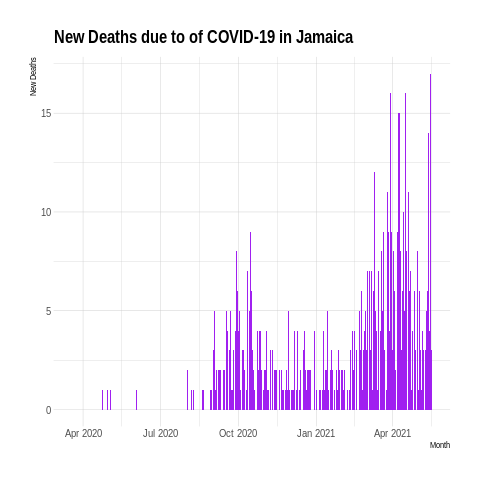 New Deaths due to of COVID-19 in Jamaica
New Deaths
15
10
5
0
Apr 2020 Jul 2020 Oct 2020 Jan 2021 Apr 2021
Month